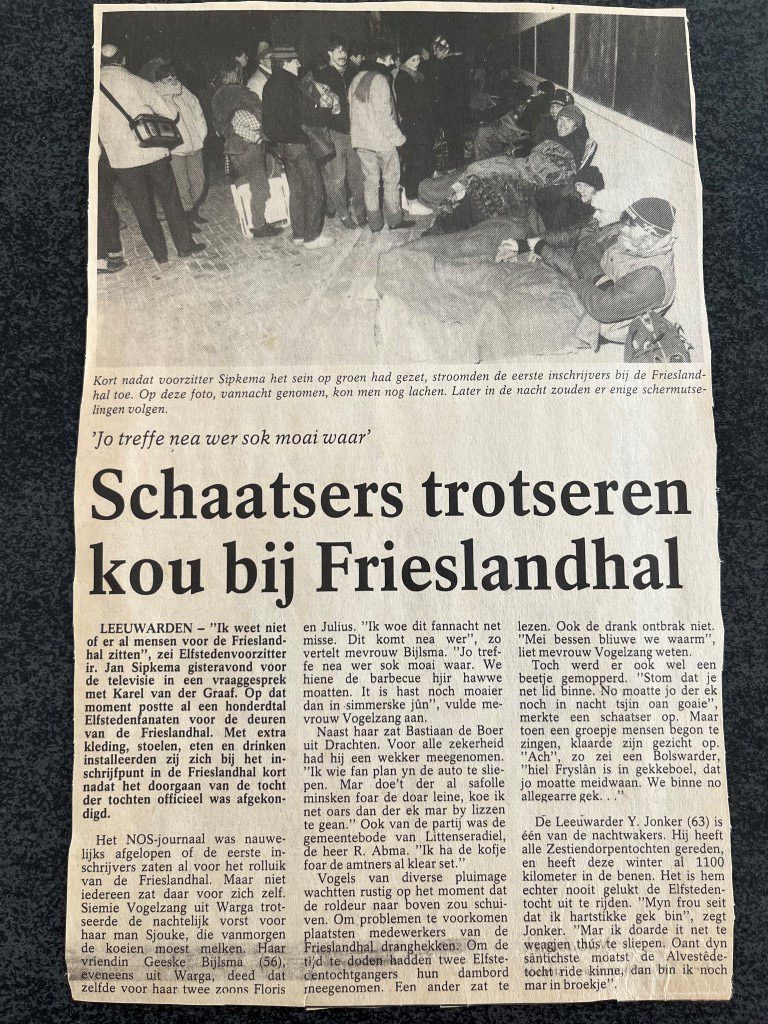 Kort nadat voorzitter Sipkema het sein op groen had gezet, stroomden de eerste inschrijvers bij de Friesland-
hal toe. Op deze foto, vannacht genomen, kon men nog lachen. Later in de nacht zouden er enige schermutse-
lingen volgen.
'Jo treffe nea wer sok moai waar'
Schaatsers trotseren
kou bij Frieslandhal
LEEUWARDEN – "Ik weet niet
of er al mensen voor de Friesland-
hal zitten", zei Elfstedenvoorzitter
ir. Jan Sipkema gisteravond voor
de televisie in een vraaggesprek
met Karel van der Graaf. Op dat
moment postte al een honderdtal
Elfstedenfanaten voor de deuren
van de Frieslandhal. Met extra
kleding, stoelen, eten en drinken
installeerden zij zich bij het in-
schrijfpunt in de Frieslandhal kort
nadat het doorgaan van de tocht
der tochten officieel was afgekon-
digd.
Het NOS-journaal was nauwe-
lijks afgelopen of de eerste in-
schrijvers zaten al voor het rolluik
van de Frieslandhal. Maar niet
iedereen zat daar voor zich zelf.
Siemie Vogelzang uit Warga trot-
seerde de nachtelijk vorst voor
haar man Sjouke, die vanmorgen
de koeien moest melken. Haar
vriendin Geeske Bijlsma (56),
eveneens uit Warga, deed dat
zelfde voor haar twee zoons Floris
en Julius. "Ik woe dit fannacht net
misse. Dit komt nea wer", zo
vertelt mevrouw Bijlsma. "Jo tref-
fe nea wer sok moai waar. We
hiene de barbecue hjir hawwe
moatten. It is hast noch moaier
dan in simmerske jûn", vulde me-
vrouw Vogelzang aan.
Naast haar zat Bastiaan de Boer
uit Drachten. Voor alle zekerheid
had hij een wekker meegenomen.
"Ik wie fan plan yn de auto te slie-
pen. Mar doe't der al safolle
minsken foar de doar leine, koe ik
net oars dan der ek mar by lizzen
te gean." Ook van de partij was de
gemeentebode van Littenseradiel,
de heer R. Abma. "Ik ha de kofje
foar de amtners al klear set."
Vogels van diverse pluimage
wachtten rustig op het moment dat
de roldeur naar boven zou schui-
ven. Om problemen te voorkomen
plaatsten medewerkers van de
Frieslandhal dranghekken. Om de
tijd te doden hadden twee Elfste-
dentochtgangers hun dambord
meegenomen. Een ander zat te
lezen. Ook de drank ontbrak niet.
"Mei bessen bliuwe we waarm",
liet mevrouw Vogelzang weten.
Toch werd er ook wel een
beetje gemopperd. "Stom dat je
net lid binne. No moatte jo der ek
noch in nacht tsjin oan goaie",
merkte een schaatser op. Maar
toen een groepje mensen begon te
zingen, klaarde zijn gezicht op.
"Ach", zo zei een Bolswarder,
"hiel Fryslân is in gekkeboel, dat
jo moatte meidwaan. We binne no
allegearre gek. . ."
De Leeuwarder Y. Jonker (63) is
één van de nachtwakers. Hij heeft
alle Zestiendorpentochten gereden,
en heeft deze winter al 1100
kilometer in de benen. Het is hem
echter nooit gelukt de Elfsteden-
tocht uit te rijden. "Myn frou seit
dat ik hartstikke gek bin", zegt
Jonker. "Mar ik doarde it net te
weagjen thús te sliepen. Oant dyn
sântichste moatst de Alvestêde-
tocht ride kinne, dan bin ik noch
mar in broekje".